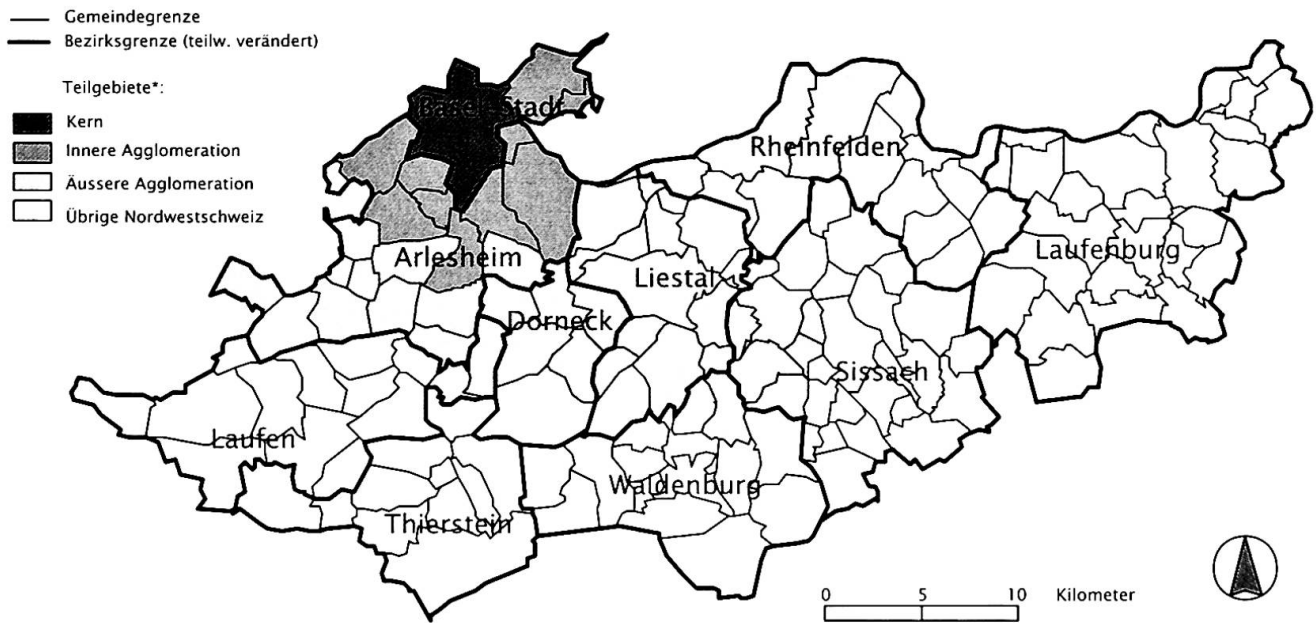 Gemeindegrenze
Bezirksgrenze (teilw. verändert)
Teilgebiete*:
Kern
Innere Agglomeration
Äussere Agglomeration
Übrige Nordwestschweiz
Basel-Stadt
Rheinfelden
Arlesheim
Liestal
Laufenburg
Dorneck
Sissach
Laufen
Waldenburg
Thierstein
0 5 10 Kilometer